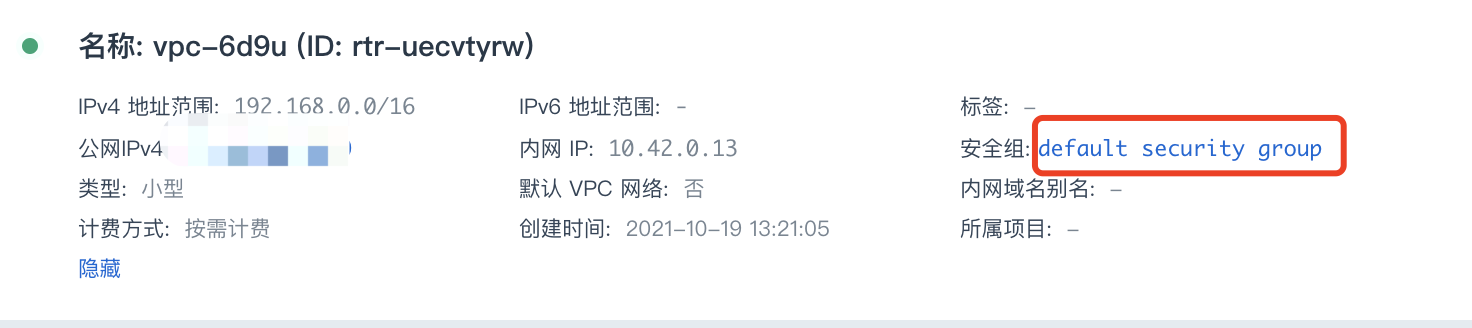 名称: vpc-6d9u (ID: rtr-uecvtyrw)
IPv4 地址范围: 192.168.0.0/16 IPv6 地址范围: - 标签: -
公网IPv4 内网 IP: 10.42.0.13 安全组: default security group
类型: 小型 默认 VPC 网络: 否 内网域名别名: -
计费方式: 按需计费 创建时间: 2021-10-19 13:21:05 所属项目: -
隐藏